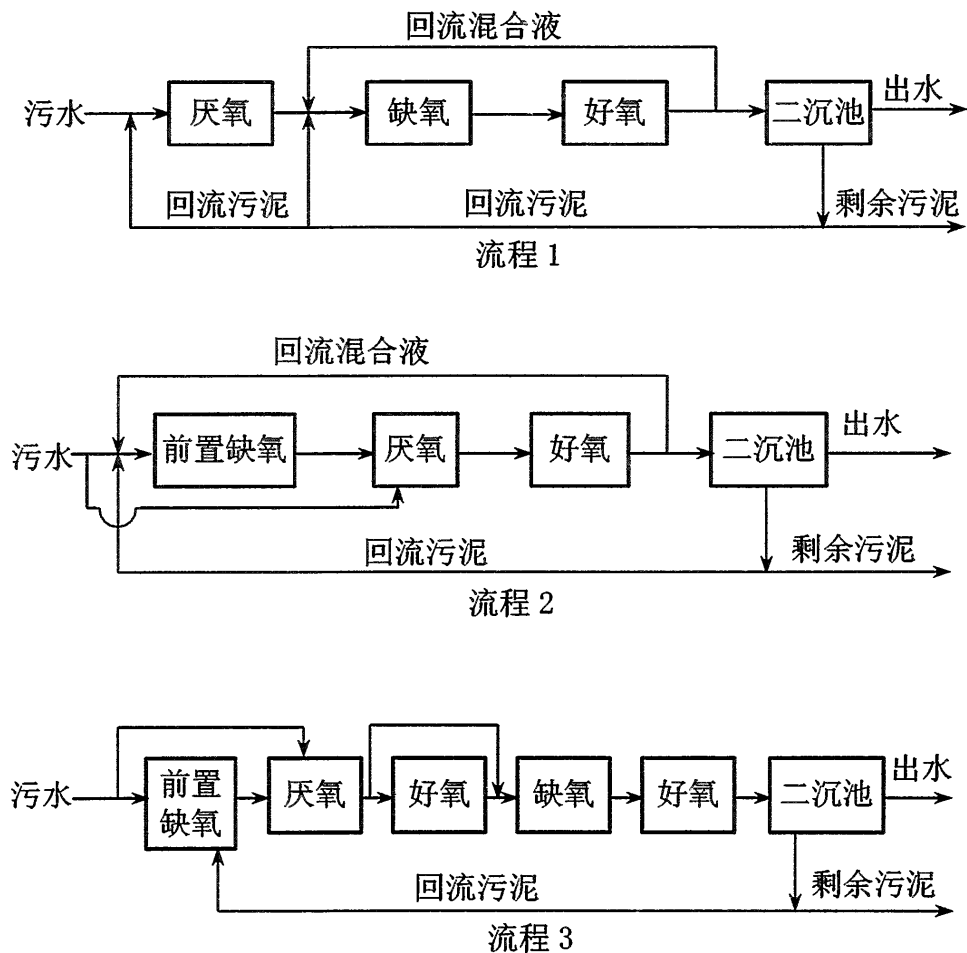 回流混合液
污水
厌氧
缺氧
好氧
二沉池
出水
回流污泥
回流污泥
剩余污泥
流程1
回流混合液
污水
前置缺氧
厌氧
好氧
二沉池
出水
回流污泥
剩余污泥
流程2
污水
前置
缺氧
厌氧
好氧
缺氧
好氧
二沉池
出水
回流污泥
剩余污泥
流程3